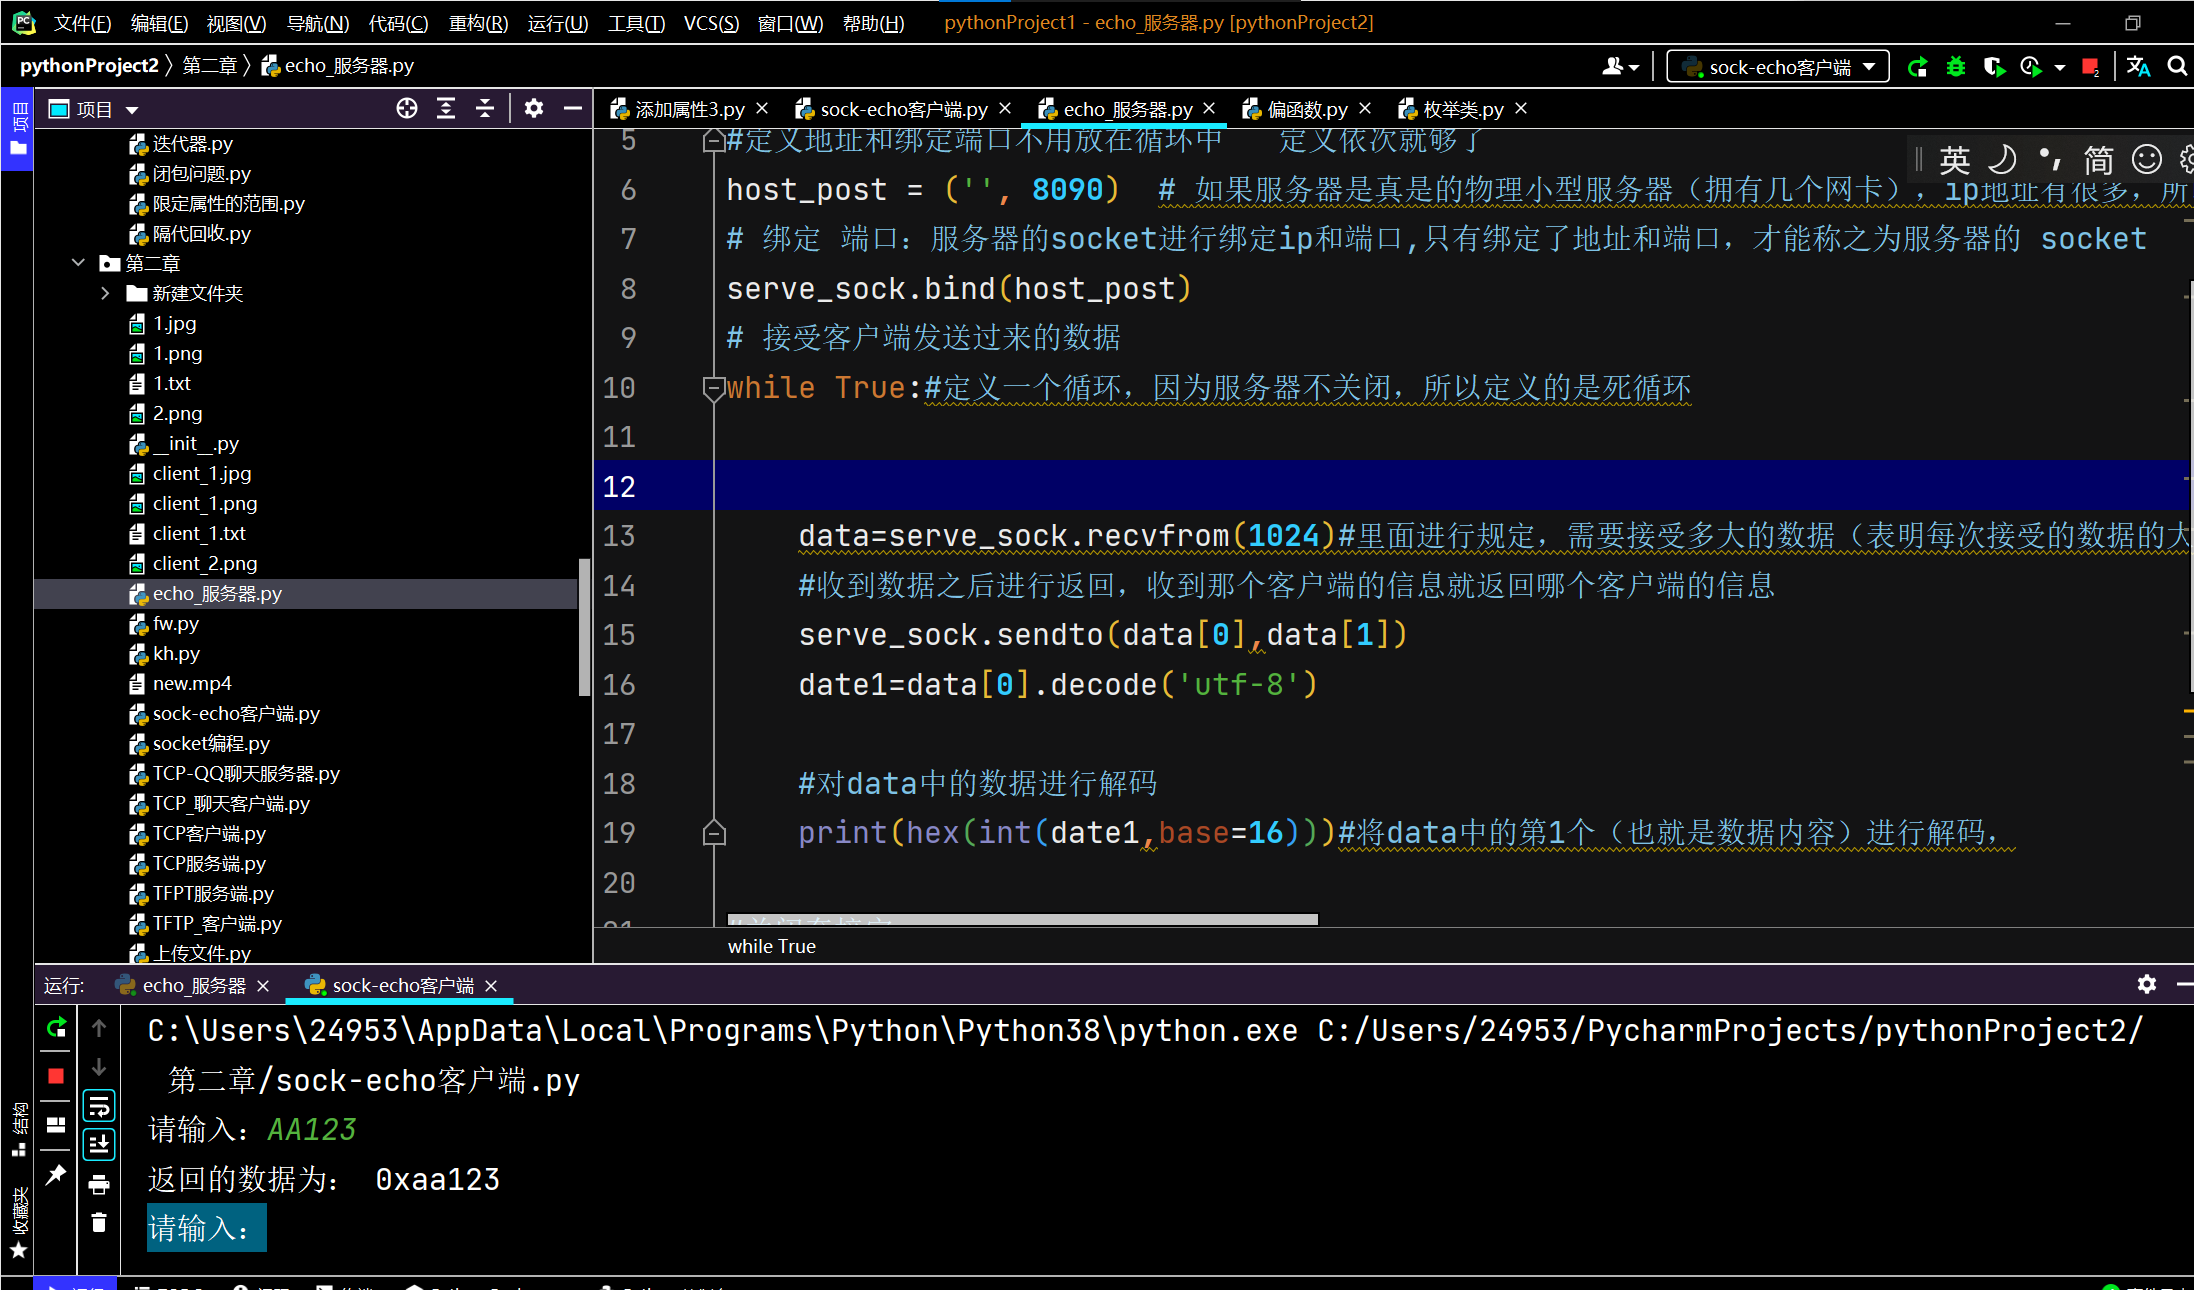 文件(F) 编辑(E) 视图(V) 导航(N) 代码(C) 重构(R) 运行(U) 工具(T) VCS(S) 窗口(W) 帮助(H) pythonProject1 - echo_服务器.py [pythonProject2]
pythonProject2 第二章 echo_服务器.py
sock-echo客户端
项目
项目
添加属性3.py
sock-echo客户端.py
echo_服务器.py
偏函数.py
枚举类.py
迭代器.py
闭包问题.py
限定属性的范围.py
隔代回收.py
第二章
新建文件夹
1.jpg
1.png
1.txt
2.png
__init__.py
client_1.jpg
client_1.png
client_1.txt
client_2.png
echo_服务器.py
fw.py
kh.py
new.mp4
sock-echo客户端.py
socket编程.py
TCP-QQ聊天服务器.py
TCP_聊天客户端.py
TCP客户端.py
TCP服务端.py
TFPT服务端.py
TFTP_客户端.py
上传文件.py
英 简
5 #定义地址和绑定端口不用放在循环中 定义依次就够了
6 host_post = ('', 8090) # 如果服务器是真是的物理小型服务器（拥有几个网卡），ip地址有很多，所
7 # 绑定 端口：服务器的socket进行绑定ip和端口,只有绑定了地址和端口，才能称之为服务器的 socket
8 serve_sock.bind(host_post)
9 # 接受客户端发送过来的数据
10 while True:#定义一个循环，因为服务器不关闭，所以定义的是死循环
11
12
13 data=serve_sock.recvfrom(1024)#里面进行规定，需要接受多大的数据（表明每次接受的数据的大
14 #收到数据之后进行返回，收到那个客户端的信息就返回哪个客户端的信息
15 serve_sock.sendto(data[0],data[1])
16 date1=data[0].decode('utf-8')
17
18 #对data中的数据进行解码
19 print(hex(int(date1,base=16)))#将data中的第1个（也就是数据内容）进行解码，
20
while True
运行: echo_服务器 sock-echo客户端
C:\Users\24953\AppData\Local\Programs\Python\Python38\python.exe C:/Users/24953/PycharmProjects/pythonProject2/
第二章/sock-echo客户端.py
请输入：AA123
返回的数据为： 0xaa123
请输入：
结构
收藏夹